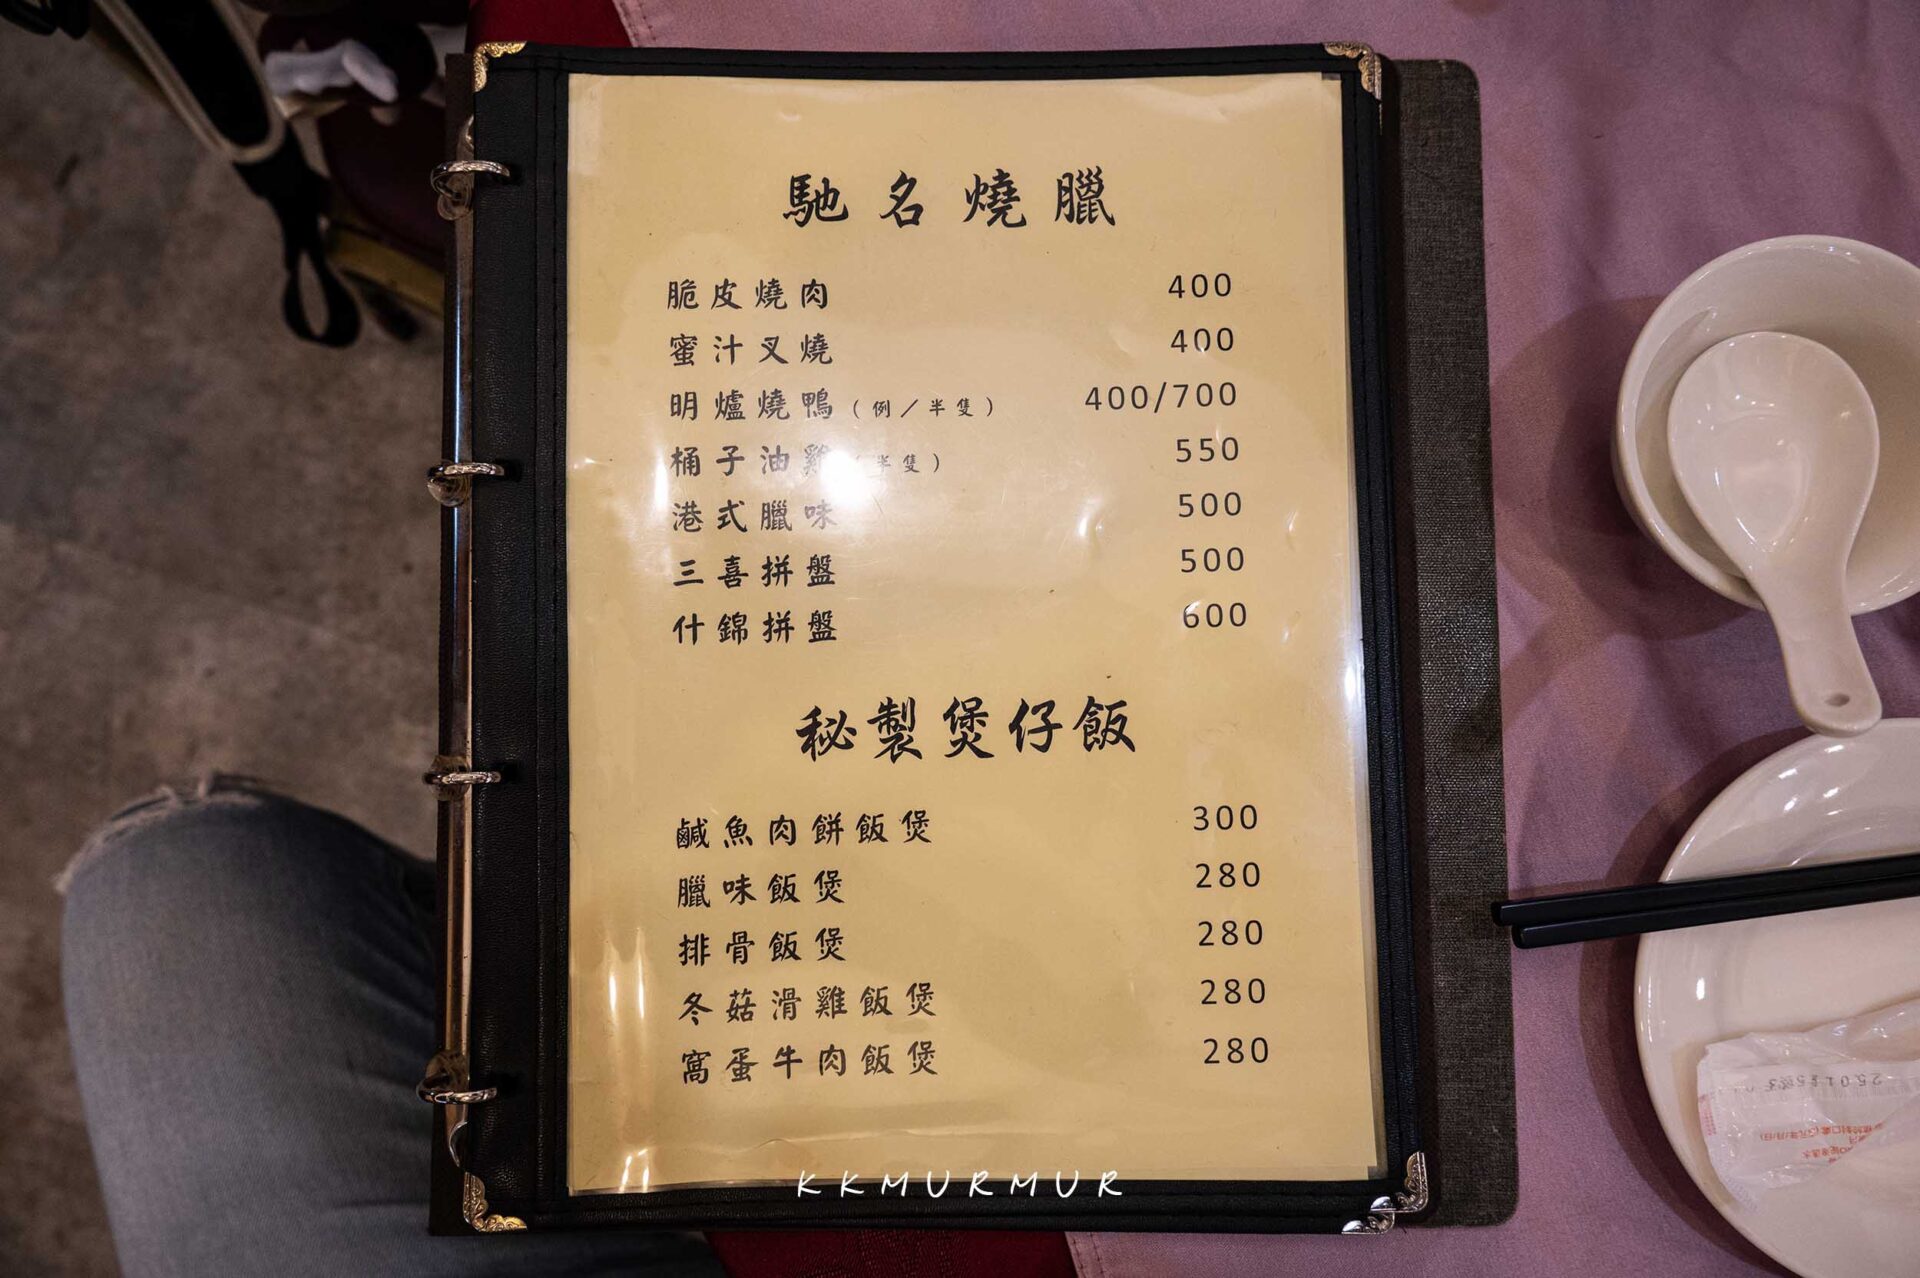 馳名燒臘
脆皮燒肉 400
蜜汁叉燒 400
明爐燒鴨(例/半隻) 400/700
桶子油雞(半隻) 550
港式臘味 500
三喜拼盤 500
什錦拼盤 600
秘製煲仔飯
鹹魚肉餅飯煲 300
臘味飯煲 280
排骨飯煲 280
冬菇滑雞飯煲 280
窩蛋牛肉飯煲 280
KKMURMUR